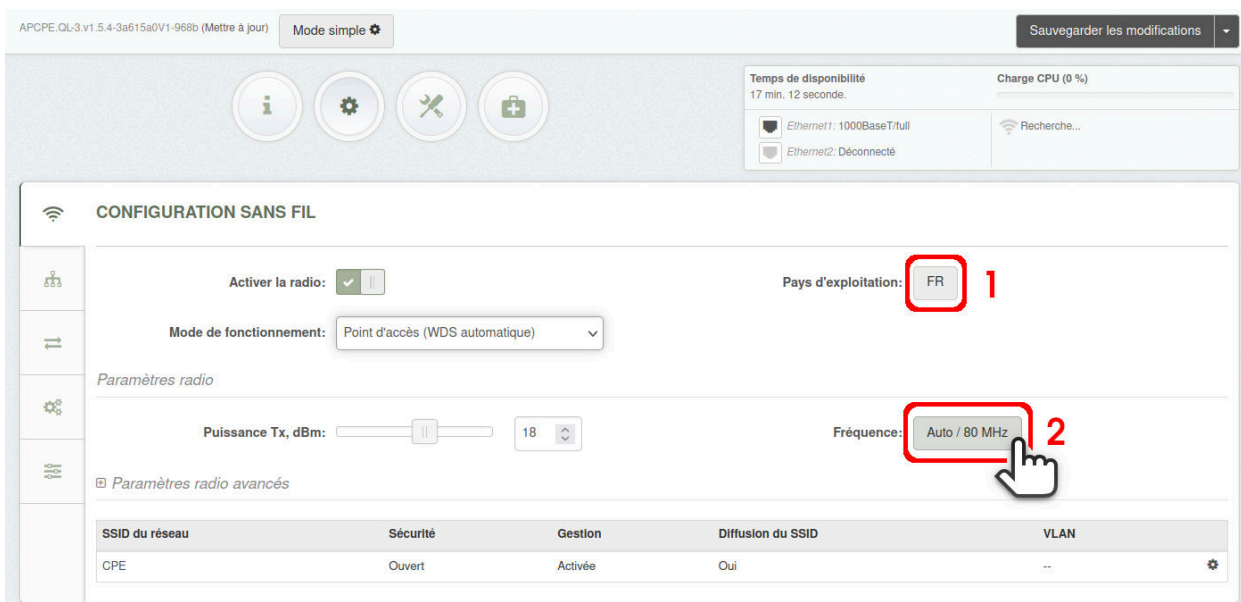 APCPE.QL-3.v1.5.4-3a615a0V1-968b (Mettre à jour) Mode simple Sauvegarder les modifications
Temps de disponibilité Charge CPU (0 %)
17 min. 12 seconde.
Ethernet1: 1000BaseT/full Recherche...
Ethernet2: Déconnecté
CONFIGURATION SANS FIL
Activer la radio: Pays d'exploitation: FR 1
Mode de fonctionnement: Point d'accès (WDS automatique)
Paramètres radio
Puissance Tx, dBm: 18 Fréquence: Auto / 80 MHz 2
Paramètres radio avancés
SSID du réseau Sécurité Gestion Diffusion du SSID VLAN
CPE Ouvert Activée Oui --